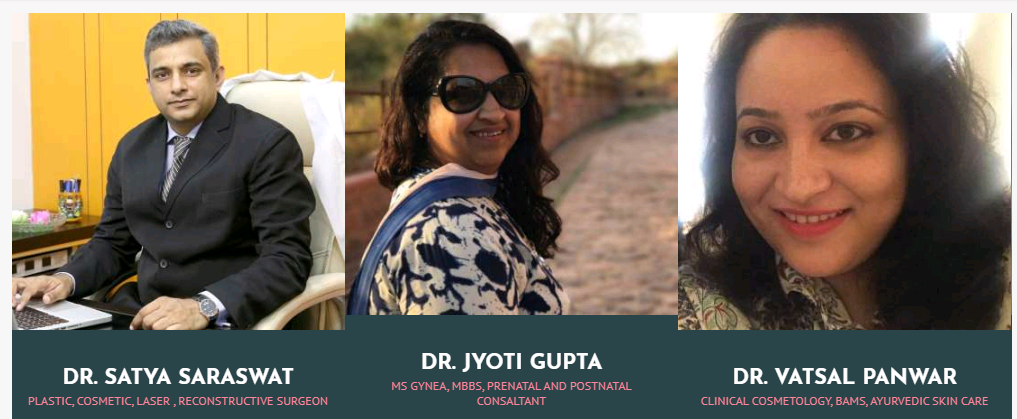 DR. SATYA SARASWAT
PLASTIC, COSMETIC, LASER , RECONSTRUCTIVE SURGEON
DR. JYOTI GUPTA
MS GYNEA, MBBS, PRENATAL AND POSTNATAL
CONSALTANT
DR. VATSAL PANWAR
CLINICAL COSMETOLOGY, BAMS, AYURVEDIC SKIN CARE